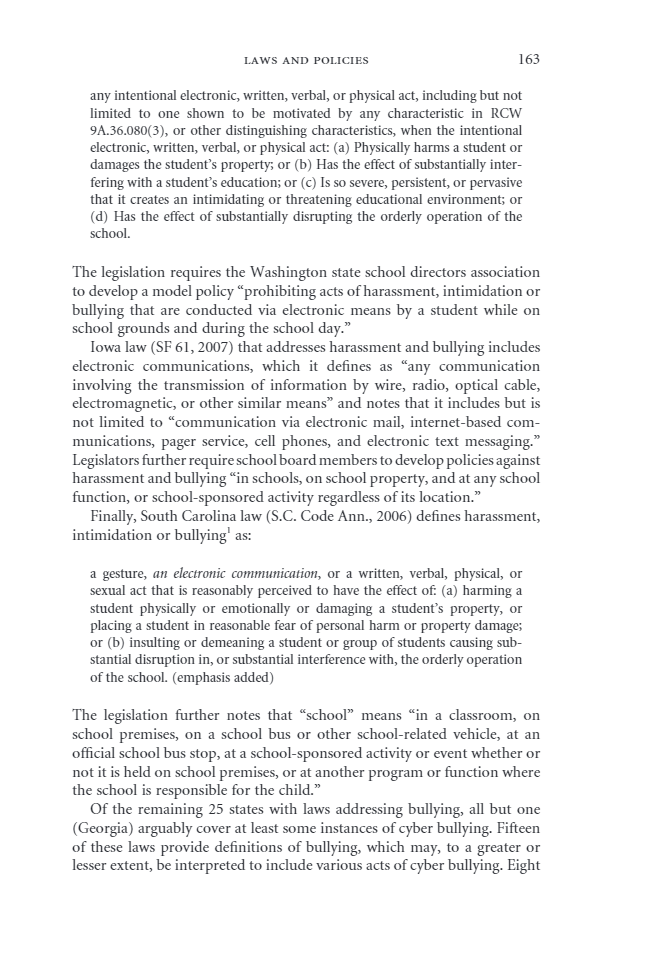 LAWS AND POLICIES 163
any intentional electronic, written, verbal, or physical act, including but not
limited to one shown to be motivated by any characteristic in RCW
9A.36.080(3), or other distinguishing characteristics, when the intentional
electronic, written, verbal, or physical act: (a) Physically harms a student or
damages the student’s property; or (b) Has the effect of substantially inter-
fering with a student’s education; or (c) Is so severe, persistent, or pervasive
that it creates an intimidating or threatening educational environment; or
(d) Has the effect of substantially disrupting the orderly operation of the
school.
The legislation requires the Washington state school directors association
to develop a model policy “prohibiting acts of harassment, intimidation or
bullying that are conducted via electronic means by a student while on
school grounds and during the school day.”
Iowa law (SF 61, 2007) that addresses harassment and bullying includes
electronic communications, which it defines as “any communication
involving the transmission of information by wire, radio, optical cable,
electromagnetic, or other similar means” and notes that it includes but is
not limited to “communication via electronic mail, internet-based com-
munications, pager service, cell phones, and electronic text messaging.”
Legislators further require school board members to develop policies against
harassment and bullying “in schools, on school property, and at any school
function, or school-sponsored activity regardless of its location.”
Finally, South Carolina law (S.C. Code Ann., 2006) defines harassment,
intimidation or bullying¹ as:
a gesture, an electronic communication, or a written, verbal, physical, or
sexual act that is reasonably perceived to have the effect of: (a) harming a
student physically or emotionally or damaging a student’s property, or
placing a student in reasonable fear of personal harm or property damage;
or (b) insulting or demeaning a student or group of students causing sub-
stantial disruption in, or substantial interference with, the orderly operation
of the school. (emphasis added)
The legislation further notes that “school” means “in a classroom, on
school premises, on a school bus or other school-related vehicle, at an
official school bus stop, at a school-sponsored activity or event whether or
not it is held on school premises, or at another program or function where
the school is responsible for the child.”
Of the remaining 25 states with laws addressing bullying, all but one
(Georgia) arguably cover at least some instances of cyber bullying. Fifteen
of these laws provide definitions of bullying, which may, to a greater or
lesser extent, be interpreted to include various acts of cyber bullying. Eight